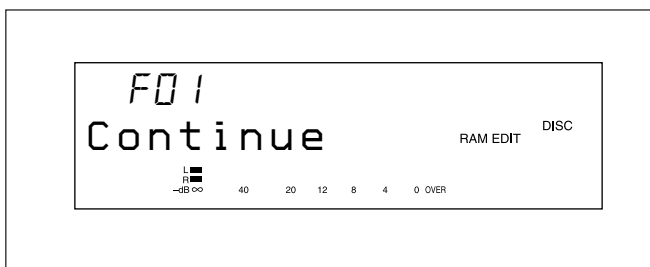 F01
Continue
RAM EDIT
DISC
L
R
–dB ∞ 40 20 12 8 4 0 OVER